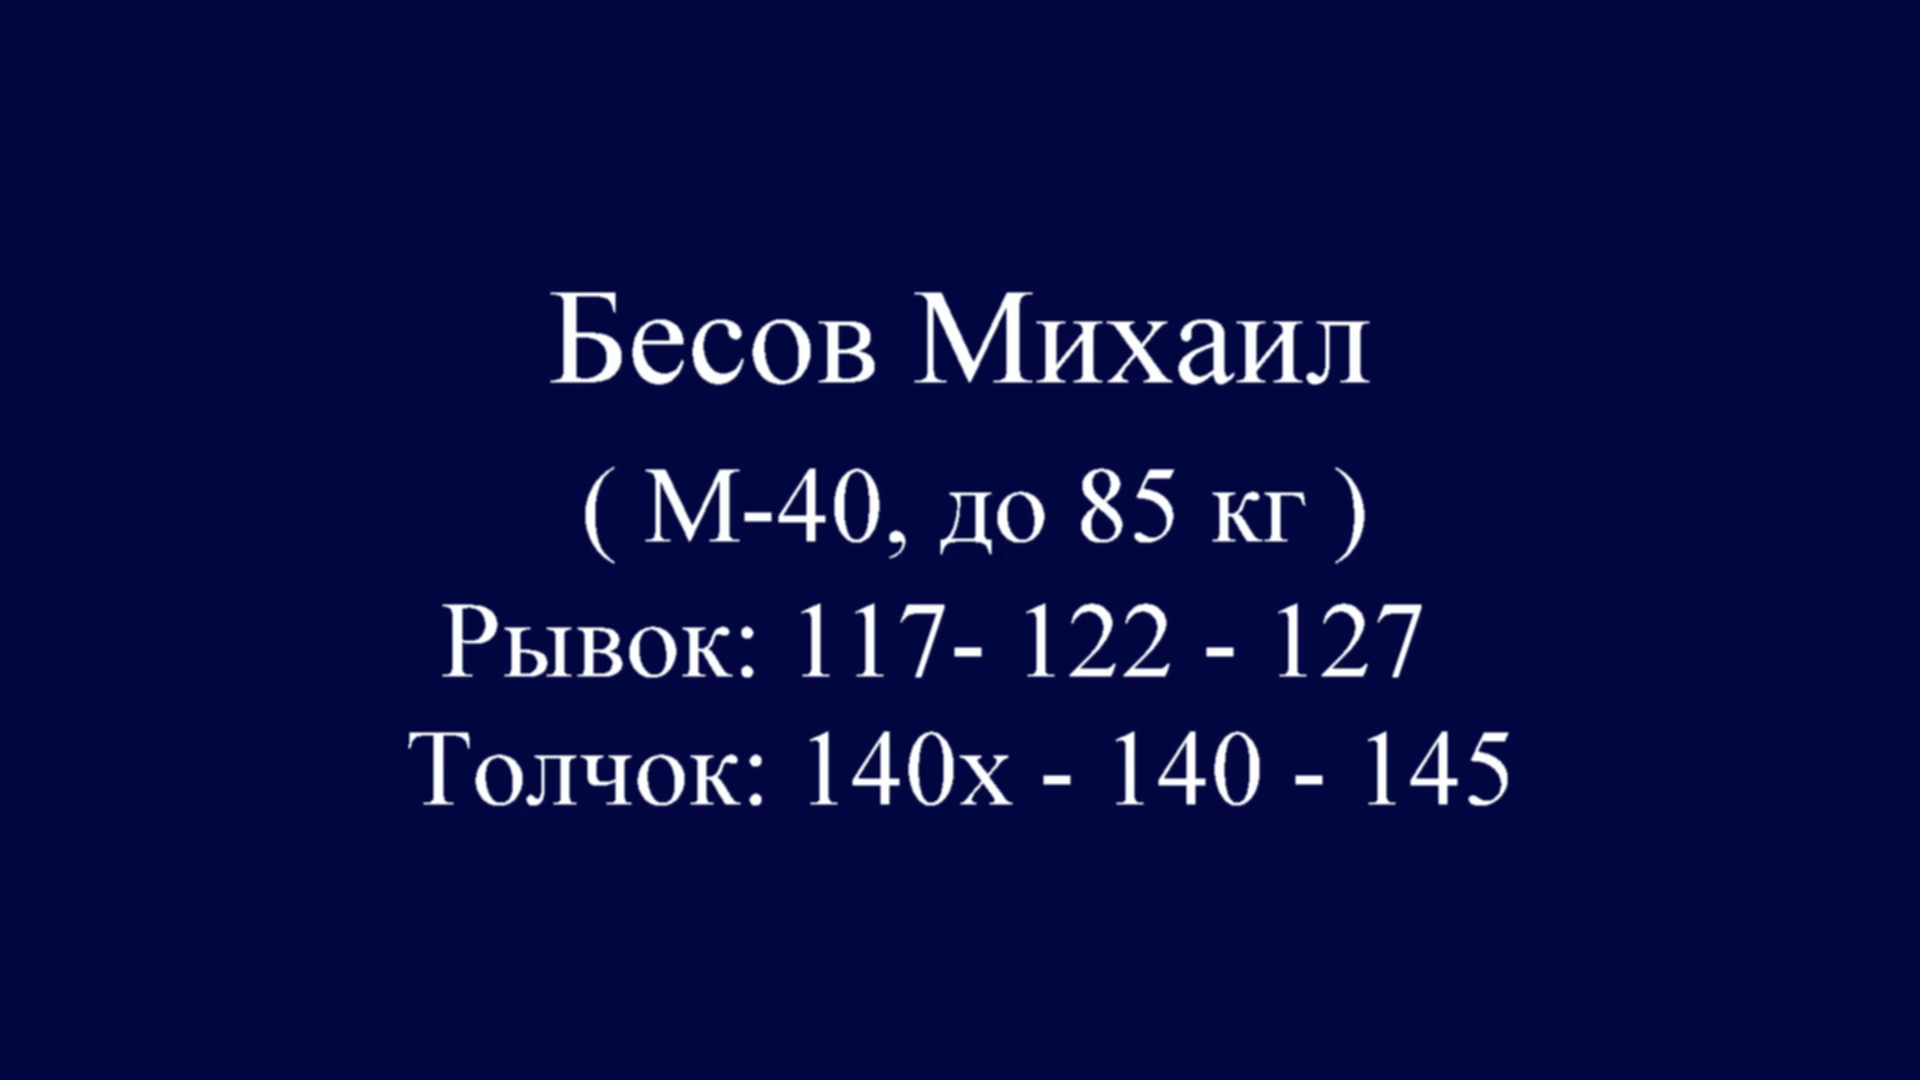 Бесов Михаил
( М-40, до 85 кг )
Рывок: 117- 122 - 127
Толчок: 140х - 140 - 145